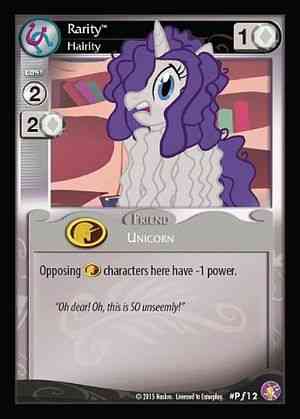 Rarity™
Hairity
1
COST
2
2
FRIEND
UNICORN
Opposing characters here have -1 power.
"Oh dear! Oh, this is SO unseemly!"
© 2015 Hasbro. Licensed to Enterplay.
#Pƒ12